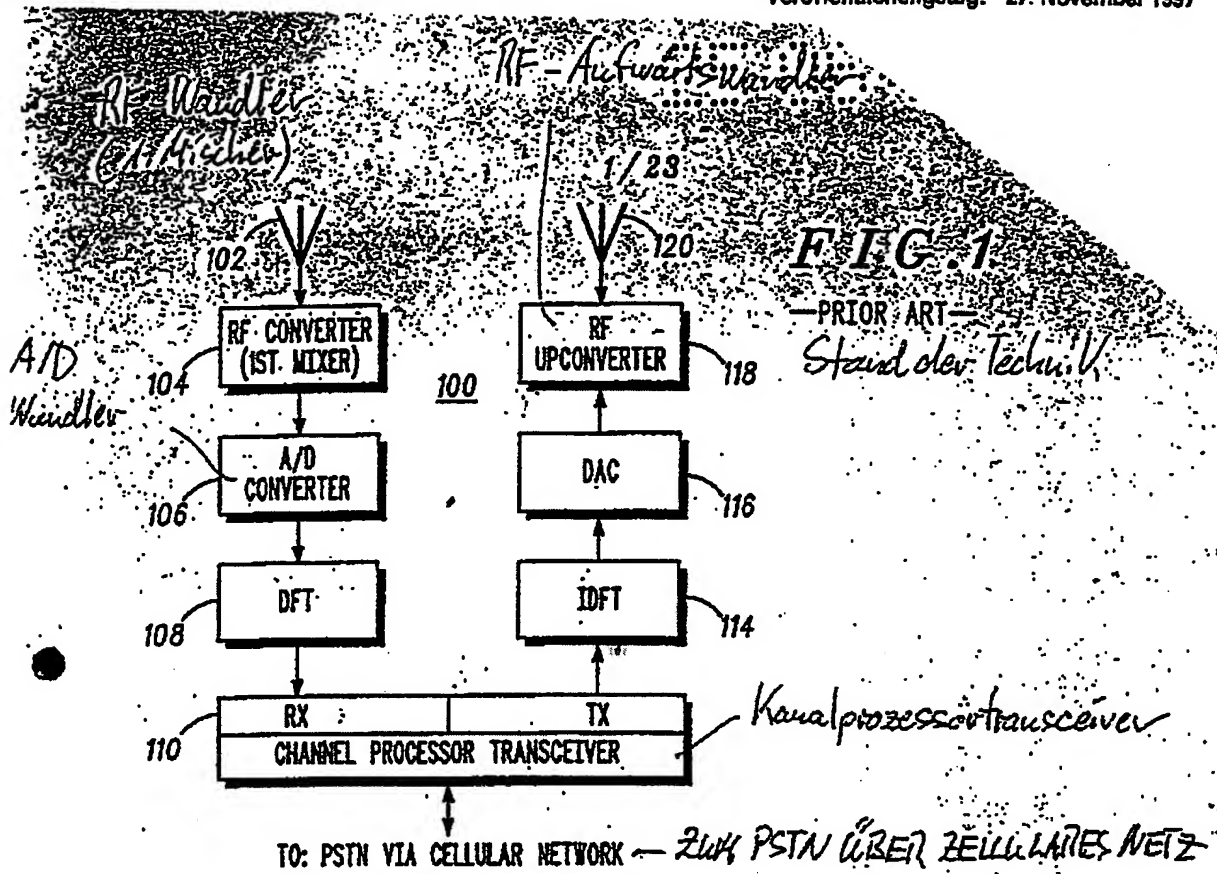 27. November 1997
RF-Aufwärtswandler
RF Wandler
(1. Mischer)
1/23
102
120
FIG.1
—PRIOR ART—
Stand der Technik
RF CONVERTER
(1ST. MIXER)
104
RF
UPCONVERTER
118
A/D
Wandler
100
A/D
CONVERTER
106
DAC
116
DFT
108
IDFT
114
RX
TX
110
CHANNEL PROCESSOR TRANSCEIVER
Kanalprozessortransceiver
TO: PSTN VIA CELLULAR NETWORK — ZUM PSTN ÜBER ZELLULARES NETZ